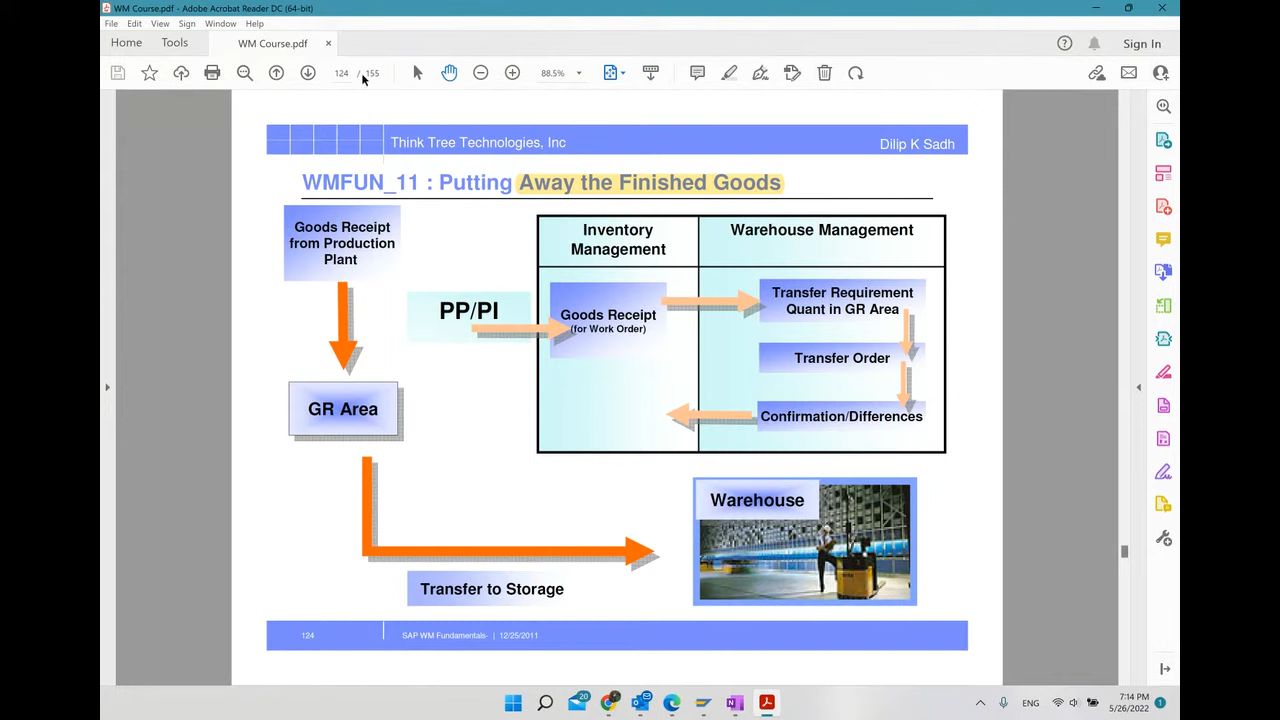 WM Course.pdf - Adobe Acrobat Reader DC (64-bit)
File Edit View Sign Window Help
Home Tools WM Course.pdf × Sign In
124 / 155 88.5%
Think Tree Technologies, Inc Dilip K Sadh
WMFUN_11 : Putting Away the Finished Goods
Goods Receipt
from Production
Plant
GR Area
PP/PI
Inventory
Management
Warehouse Management
Goods Receipt
(for Work Order)
Transfer Requirement
Quant in GR Area
Transfer Order
Confirmation/Differences
Warehouse
Transfer to Storage
124 SAP WM Fundamentals- | 12/25/2011
20
ENG
7:14 PM
5/26/2022
1